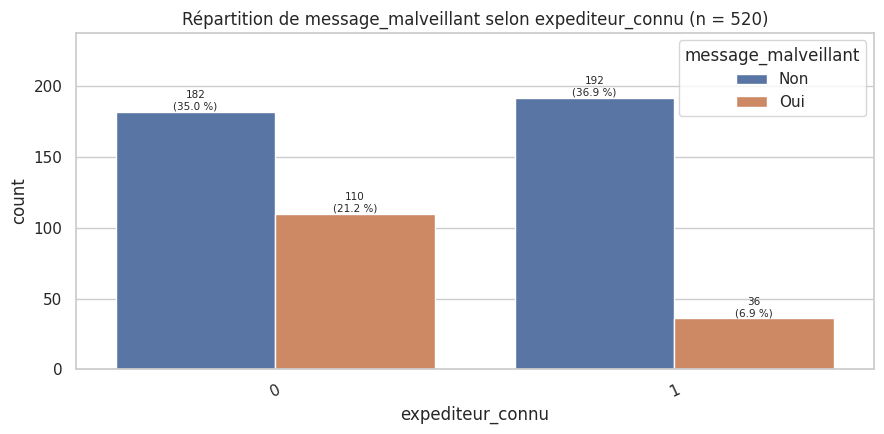 Répartition de message_malveillant selon expediteur_connu (n = 520)
message_malveillant
Non
Oui
count
200
150
100
50
0
182
(35.0 %)
110
(21.2 %)
192
(36.9 %)
36
(6.9 %)
0
1
expediteur_connu